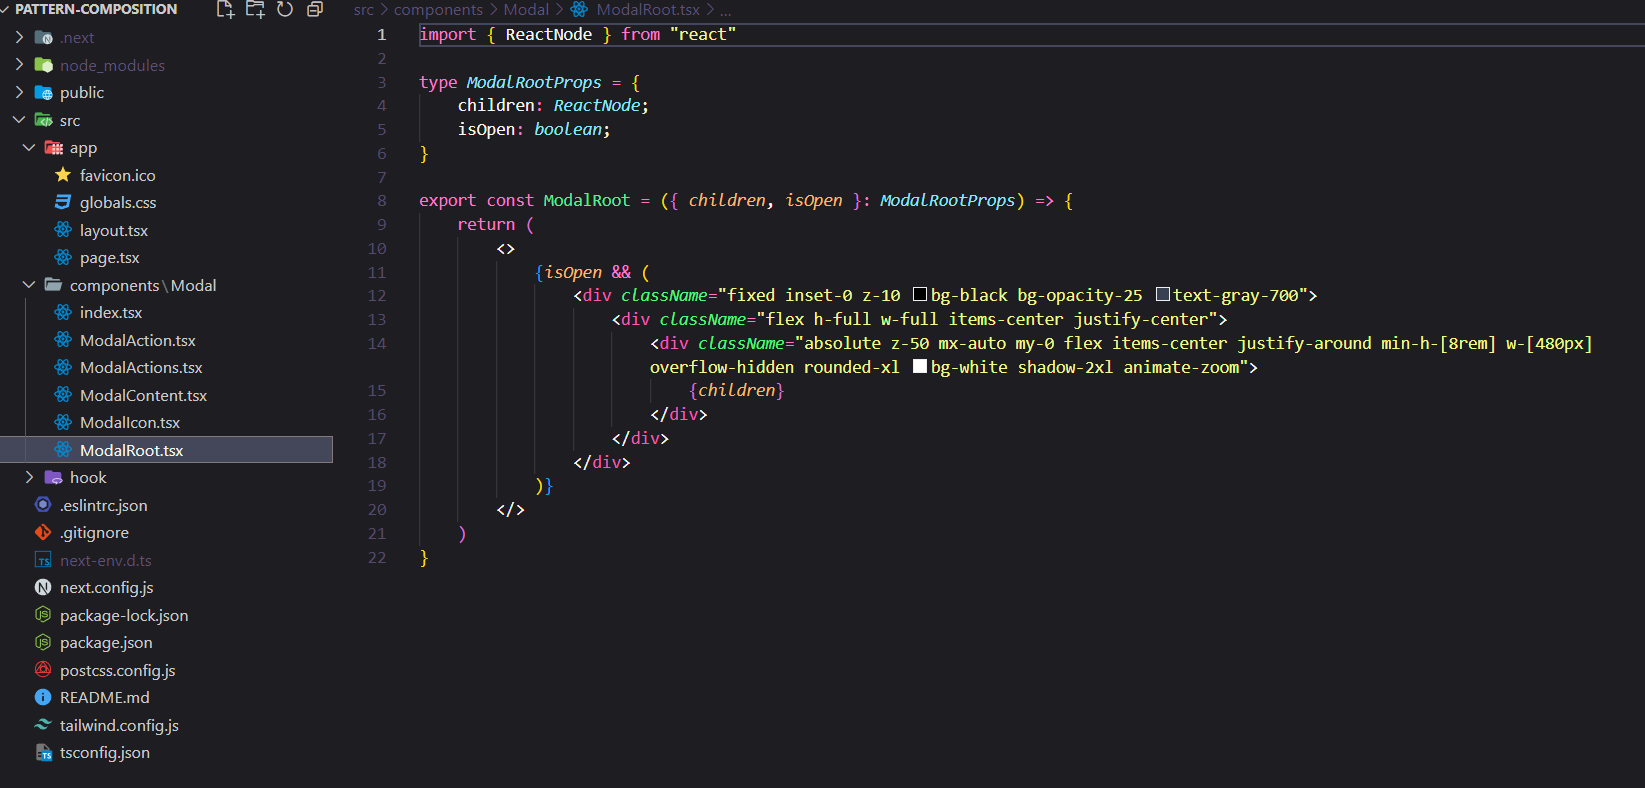 PATTERN-COMPOSITION
.next
node_modules
public
src
app
favicon.ico
globals.css
layout.tsx
page.tsx
components\Modal
index.tsx
ModalAction.tsx
ModalActions.tsx
ModalContent.tsx
ModalIcon.tsx
ModalRoot.tsx
hook
.eslintrc.json
.gitignore
next-env.d.ts
next.config.js
package-lock.json
package.json
postcss.config.js
README.md
tailwind.config.js
tsconfig.json
src > components > Modal > ModalRoot.tsx > ...
1 import { ReactNode } from "react"
2
3 type ModalRootProps = {
4 children: ReactNode;
5 isOpen: boolean;
6 }
7
8 export const ModalRoot = ({ children, isOpen }: ModalRootProps) => {
9 return (
10 <>
11 {isOpen && (
12 <div className="fixed inset-0 z-10 bg-black bg-opacity-25 text-gray-700">
13 <div className="flex h-full w-full items-center justify-center">
14 <div className="absolute z-50 mx-auto my-0 flex items-center justify-around min-h-[8rem] w-[480px]
overflow-hidden rounded-xl bg-white shadow-2xl animate-zoom">
15 {children}
16 </div>
17 </div>
18 </div>
19 )}
20 </>
21 )
22 }